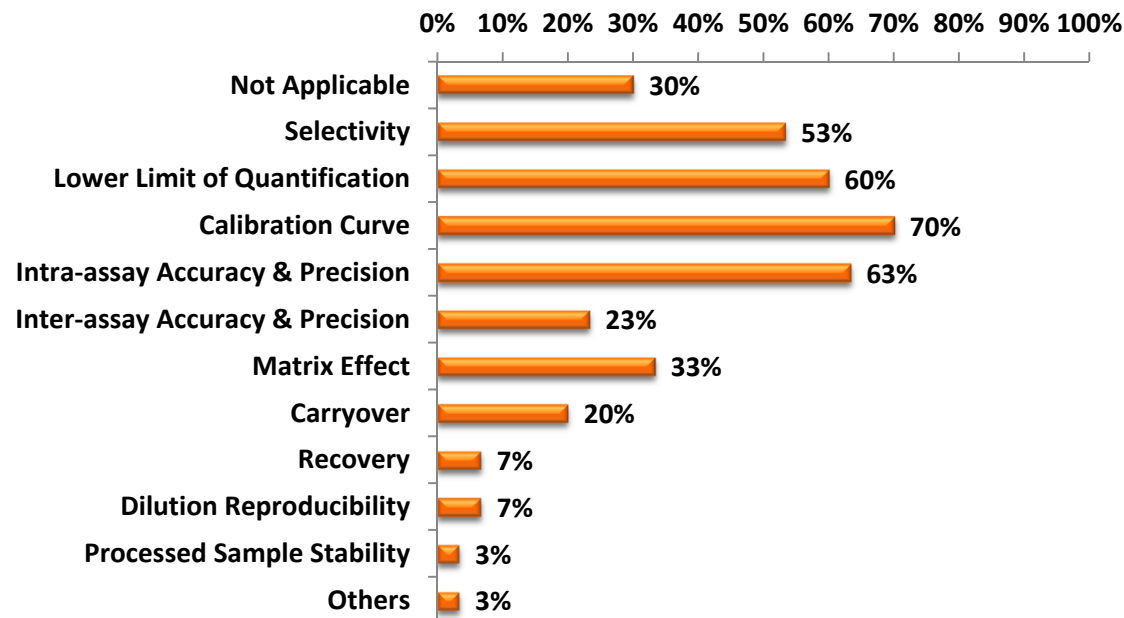 0% 10% 20% 30% 40% 50% 60% 70% 80% 90% 100%
Not Applicable 30%
Selectivity 53%
Lower Limit of Quantification 60%
Calibration Curve 70%
Intra-assay Accuracy & Precision 63%
Inter-assay Accuracy & Precision 23%
Matrix Effect 33%
Carryover 20%
Recovery 7%
Dilution Reproducibility 7%
Processed Sample Stability 3%
Others 3%